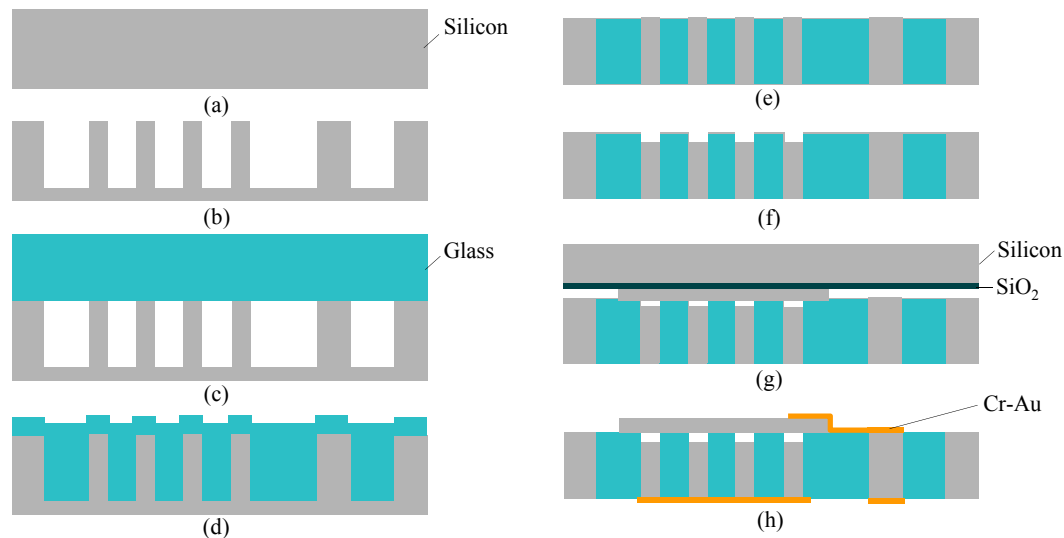 Silicon
(a)
(b)
Glass
(c)
(d)
(e)
(f)
Silicon
SiO₂
(g)
Cr-Au
(h)